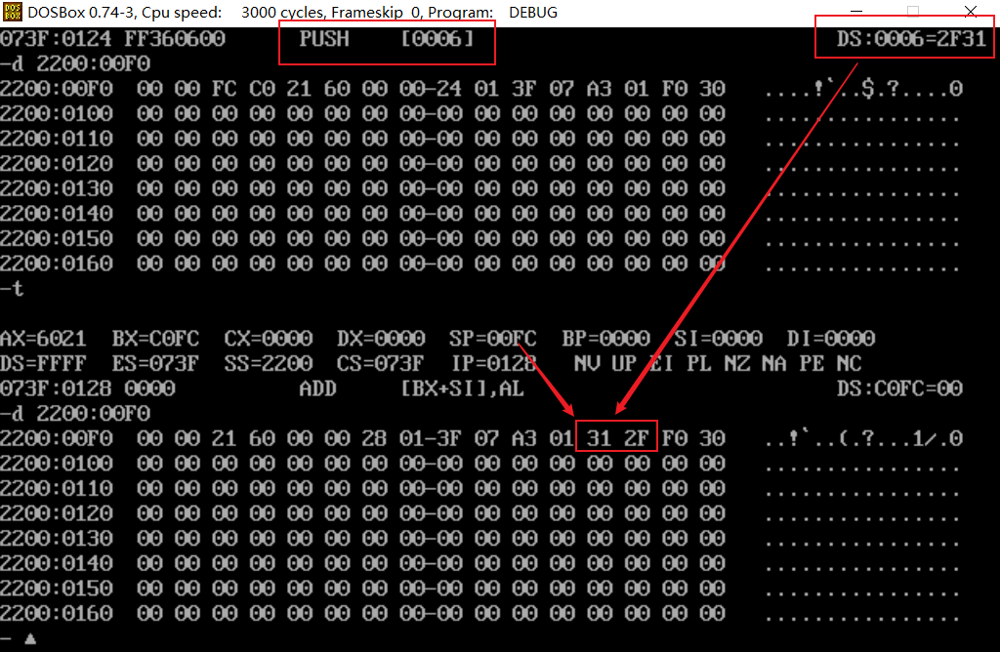 DOSBox 0.74-3, Cpu speed: 3000 cycles, Frameskip 0, Program: DEBUG
073F:0124 FF360600 PUSH [0006] DS:0006=2F31
-d 2200:00F0
2200:00F0 00 00 FC C0 21 60 00 00-24 01 3F 07 A3 01 F0 30 ....!`..$.?....0
2200:0100 00 00 00 00 00 00 00 00-00 00 00 00 00 00 00 00 ................
2200:0110 00 00 00 00 00 00 00 00-00 00 00 00 00 00 00 00 ................
2200:0120 00 00 00 00 00 00 00 00-00 00 00 00 00 00 00 00 ................
2200:0130 00 00 00 00 00 00 00 00-00 00 00 00 00 00 00 00 ................
2200:0140 00 00 00 00 00 00 00 00-00 00 00 00 00 00 00 00 ................
2200:0150 00 00 00 00 00 00 00 00-00 00 00 00 00 00 00 00 ................
2200:0160 00 00 00 00 00 00 00 00-00 00 00 00 00 00 00 00 ................
-t
AX=6021 BX=C0FC CX=0000 DX=0000 SP=00FC BP=0000 SI=0000 DI=0000
DS=FFFF ES=073F SS=2200 CS=073F IP=0128 NV UP EI PL NZ NA PE NC
073F:0128 0000 ADD [BX+SI],AL DS:C0FC=00
-d 2200:00F0
2200:00F0 00 00 21 60 00 00 28 01-3F 07 A3 01 31 2F F0 30 ..!`..(.?...1/.0
2200:0100 00 00 00 00 00 00 00 00-00 00 00 00 00 00 00 00 ................
2200:0110 00 00 00 00 00 00 00 00-00 00 00 00 00 00 00 00 ................
2200:0120 00 00 00 00 00 00 00 00-00 00 00 00 00 00 00 00 ................
2200:0130 00 00 00 00 00 00 00 00-00 00 00 00 00 00 00 00 ................
2200:0140 00 00 00 00 00 00 00 00-00 00 00 00 00 00 00 00 ................
2200:0150 00 00 00 00 00 00 00 00-00 00 00 00 00 00 00 00 ................
2200:0160 00 00 00 00 00 00 00 00-00 00 00 00 00 00 00 00 ................
-